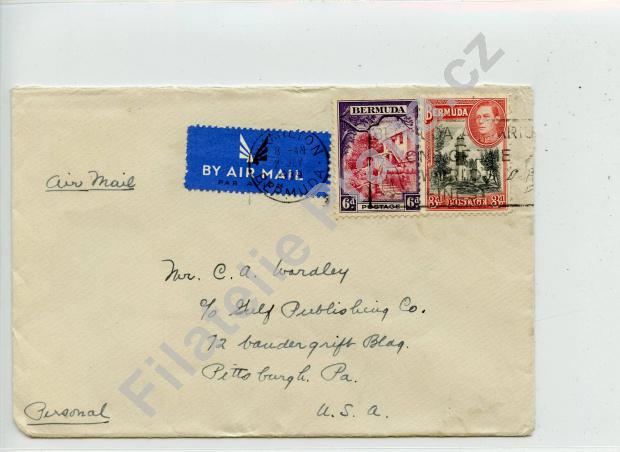 BERMUDA
BERMUDA
6d POSTAGE 6d
3d POSTAGE 3d
BY AIR MAIL
PAR AVION
HAMILTON
BERMUDA
Air Mail
Mr. C. A. Wardley
c/o Gulf Publishing Co.
72 Vandergrift Bldg.
Pittsburgh. Pa.
U. S. A.
Personal
Filatelie
.cz